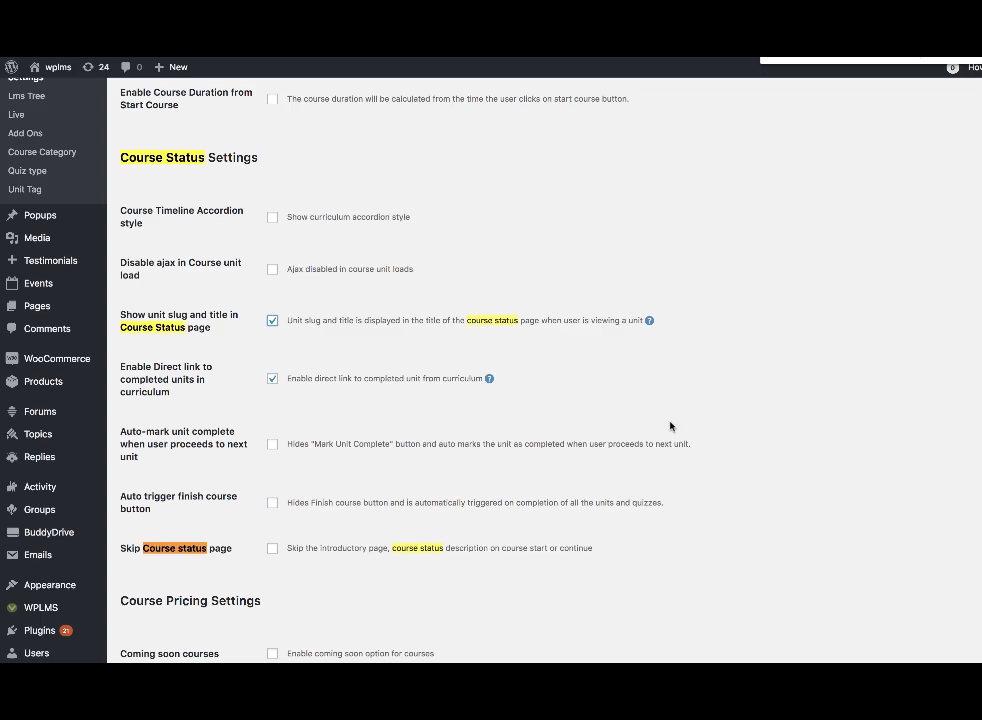 wplms 24 0 New 0
Settings
Lms Tree
Live
Add Ons
Course Category
Quiz type
Unit Tag
Popups
Media
Testimonials
Events
Pages
Comments
WooCommerce
Products
Forums
Topics
Replies
Activity
Groups
BuddyDrive
Emails
Appearance
WPLMS
Plugins 21
Users
Enable Course Duration from
Start Course
The course duration will be calculated from the time the user clicks on start course button.
Course Status Settings
Course Timeline Accordion
style
Show curriculum accordion style
Disable ajax in Course unit
load
Ajax disabled in course unit loads
Show unit slug and title in
Course Status page
Unit slug and title is displayed in the title of the course status page when user is viewing a unit ?
Enable Direct link to
completed units in
curriculum
Enable direct link to completed unit from curriculum ?
Auto-mark unit complete
when user proceeds to next
unit
Hides "Mark Unit Complete" button and auto marks the unit as completed when user proceeds to next unit.
Auto trigger finish course
button
Hides Finish course button and is automatically triggered on completion of all the units and quizzes.
Skip Course status page
Skip the introductory page, course status description on course start or continue
Course Pricing Settings
Coming soon courses
Enable coming soon option for courses